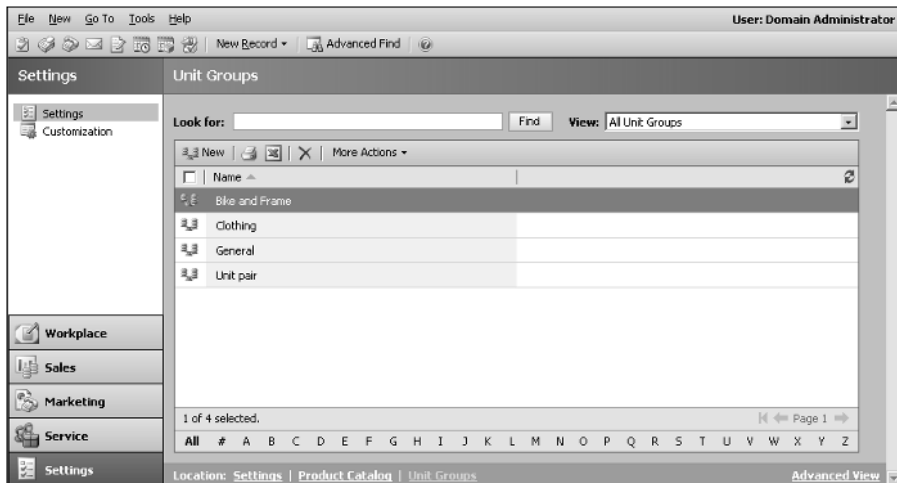 File New Go To Tools Help User: Domain Administrator
New Record Advanced Find
Settings
Unit Groups
Settings
Customization
Look for: Find View: All Unit Groups
New More Actions
Name
Bike and Frame
Clothing
General
Unit pair
Workplace
Sales
Marketing
Service
Settings
1 of 4 selected. Page 1
All # A B C D E F G H I J K L M N O P Q R S T U V W X Y Z
Location: Settings | Product Catalog | Unit Groups Advanced View